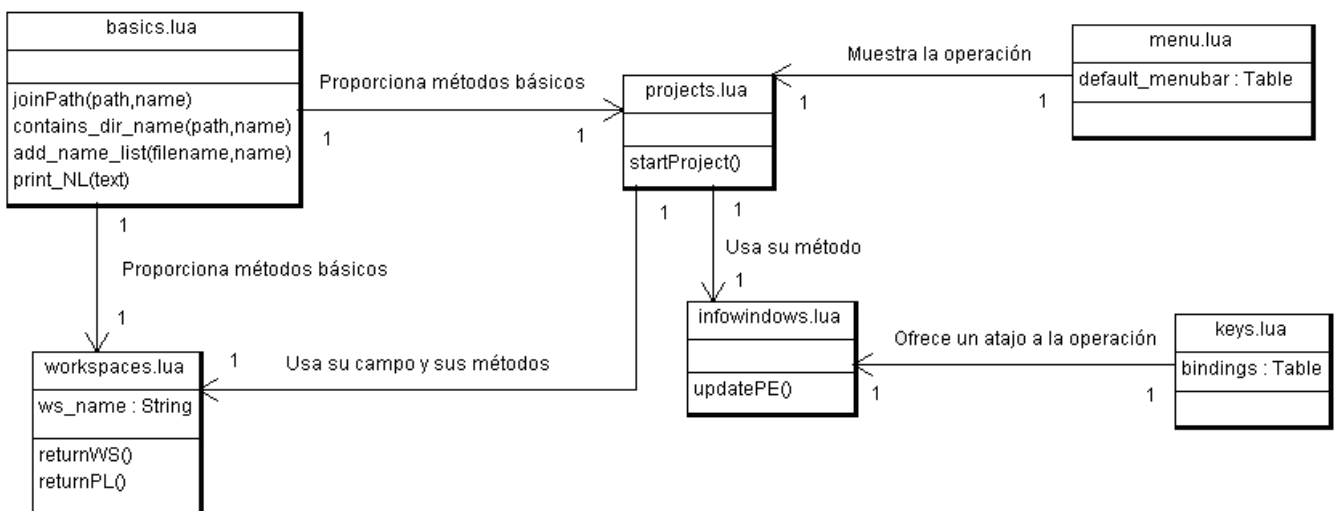 basics.lua
joinPath(path,name)
contains_dir_name(path,name)
add_name_list(filename,name)
print_NL(text)
Proporciona métodos básicos
1
1
projects.lua
startProject()
Muestra la operación
1
1
menu.lua
default_menubar : Table
1
Proporciona métodos básicos
1
1
1
Usa su método
1
workspaces.lua
ws_name : String
returnWS()
returnPL()
1
Usa su campo y sus métodos
infowindows.lua
updatePE()
Ofrece un atajo a la operación
1
1
keys.lua
bindings : Table